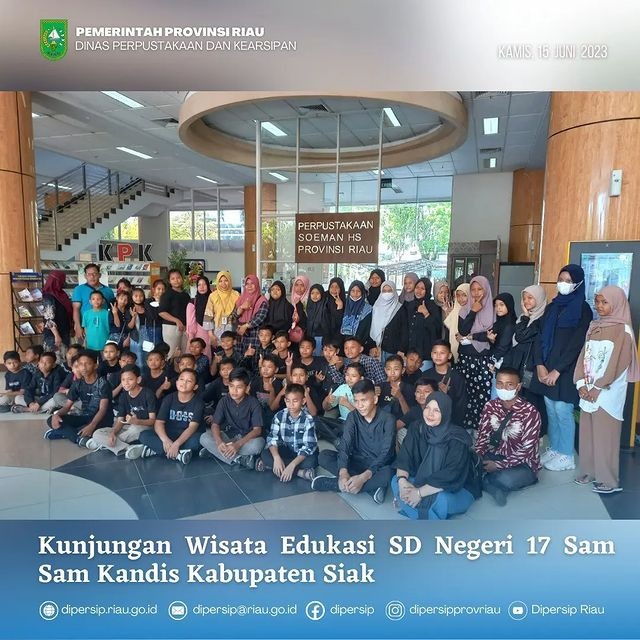 PEMERINTAH PROVINSI RIAU
DINAS PERPUSTAKAAN DAN KEARSIPAN
KAMIS, 15 JUNI 2023
KPK
PERPUSTAKAAN
SOEMAN HS
PROVINSI RIAU
Kunjungan Wisata Edukasi SD Negeri 17 Sam
Sam Kandis Kabupaten Siak
dipersip.riau.go.id dipersip@riau.go.id dipersip dipersipprovriau Dipersip Riau